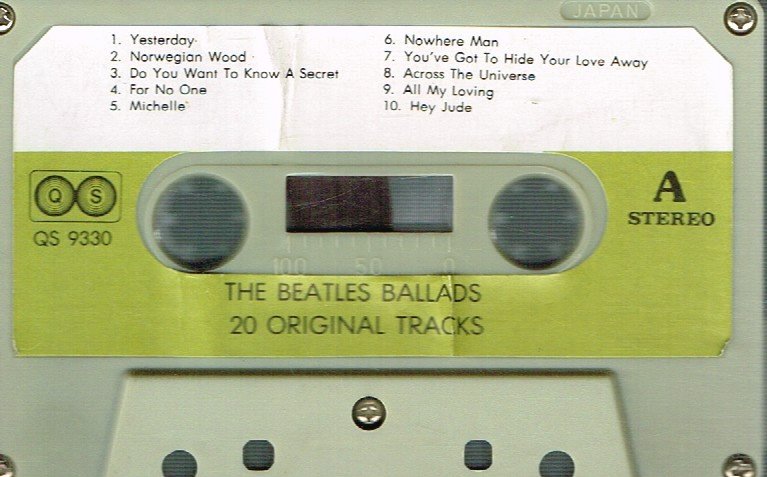 JAPAN
1. Yesterday
2. Norwegian Wood
3. Do You Want To Know A Secret
4. For No One
5. Michelle
6. Nowhere Man
7. You've Got To Hide Your Love Away
8. Across The Universe
9. All My Loving
10. Hey Jude
QS
QS 9330
A
STEREO
100 50 0
THE BEATLES BALLADS
20 ORIGINAL TRACKS